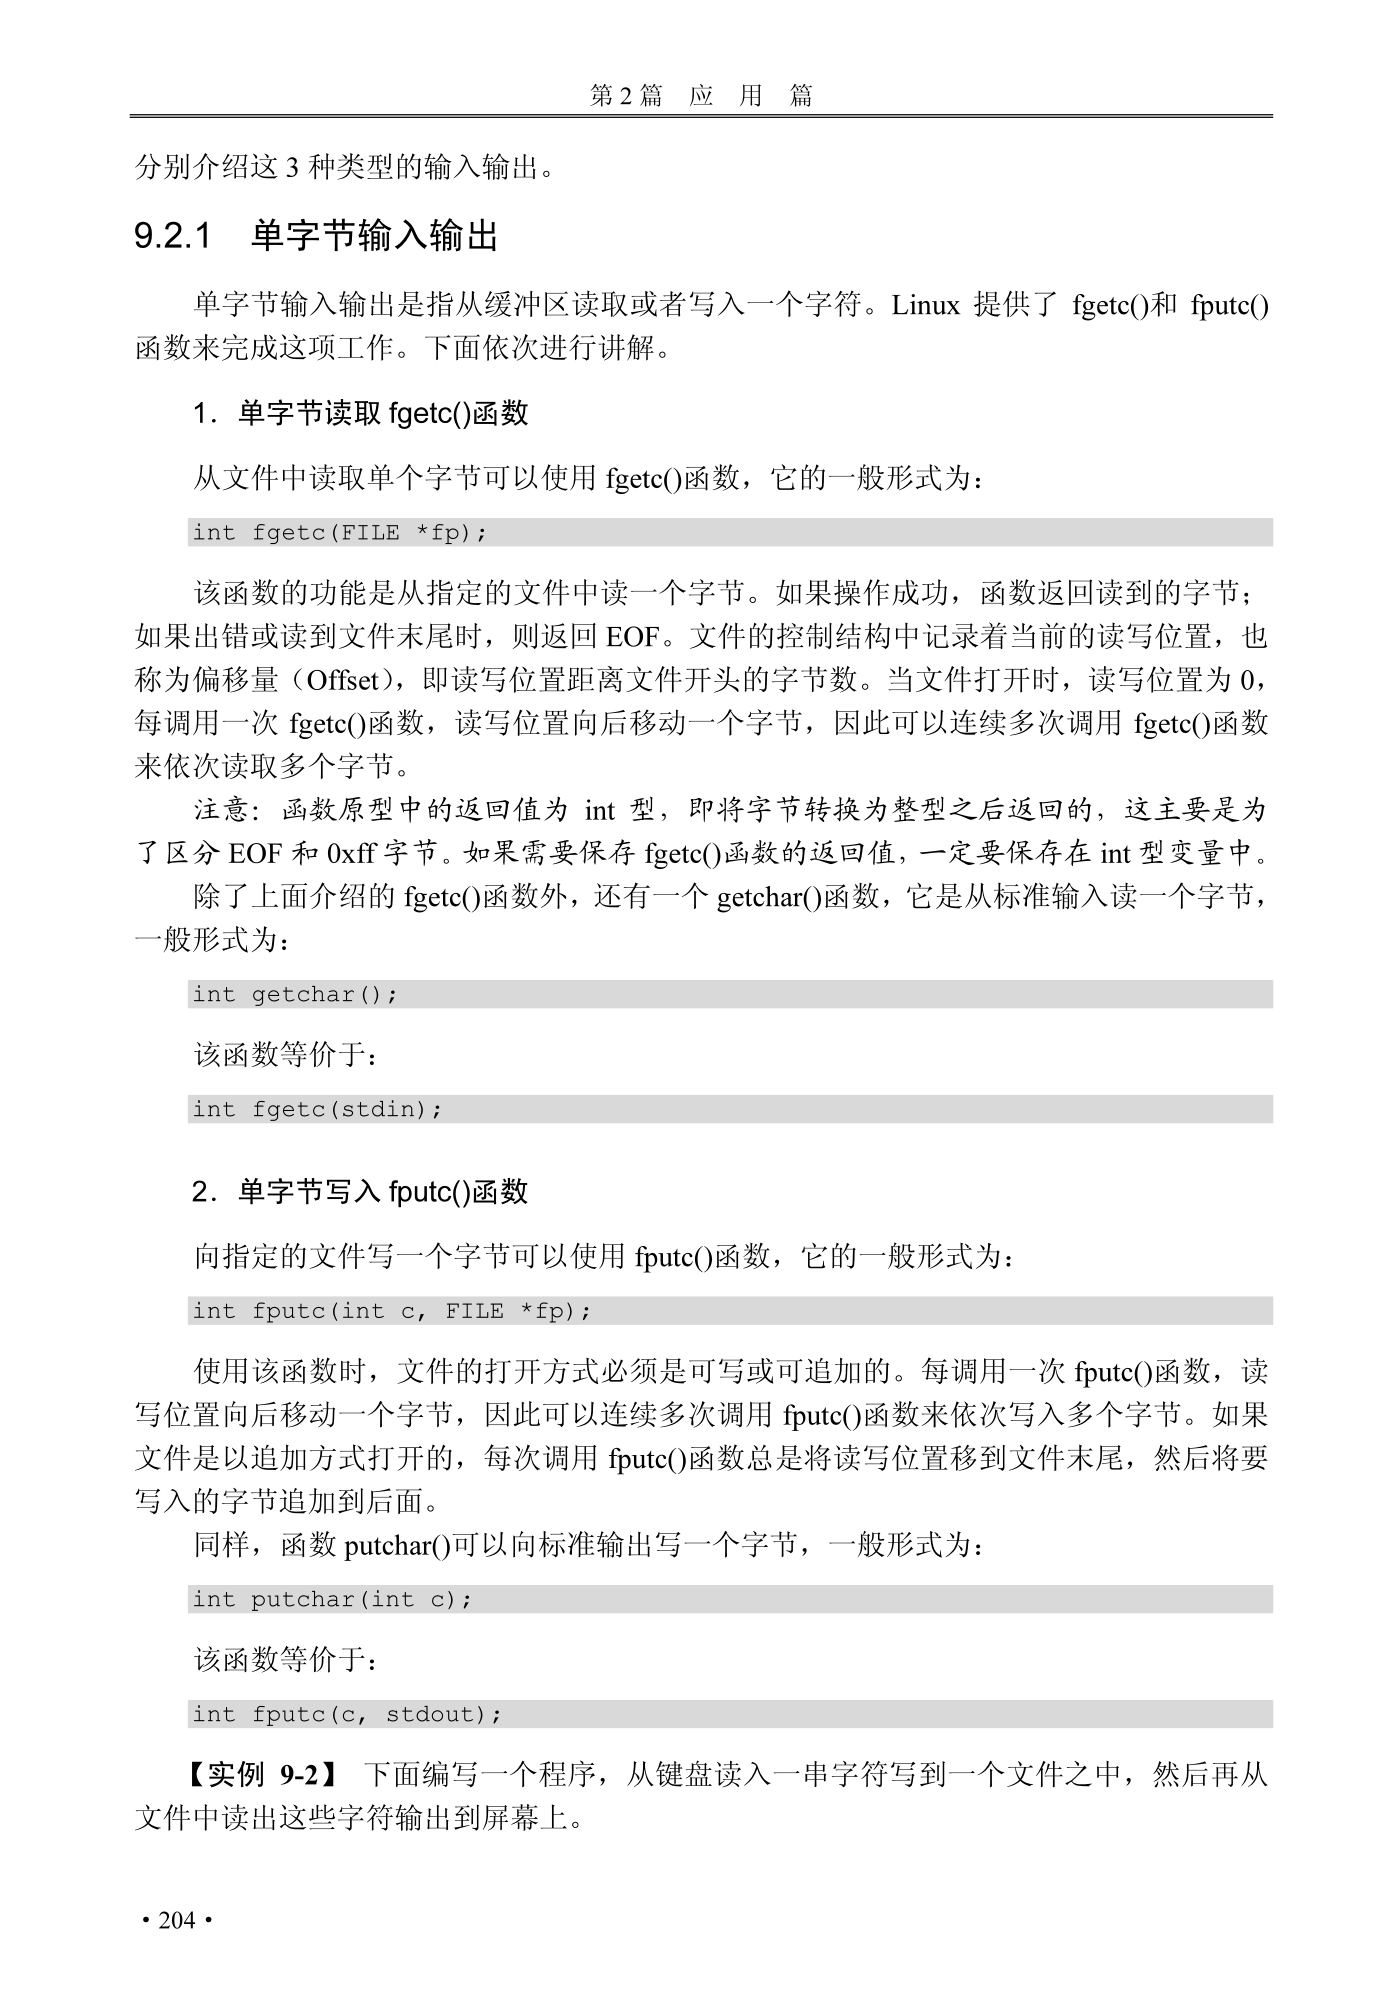 第 2 篇 应 用 篇
分别介绍这 3 种类型的输入输出。
9.2.1 单字节输入输出
单字节输入输出是指从缓冲区读取或者写入一个字符。Linux 提供了 fgetc()和 fputc()
函数来完成这项工作。下面依次进行讲解。
1．单字节读取 fgetc()函数
从文件中读取单个字节可以使用 fgetc()函数，它的一般形式为：
int fgetc(FILE *fp);
该函数的功能是从指定的文件中读一个字节。如果操作成功，函数返回读到的字节；
如果出错或读到文件末尾时，则返回 EOF。文件的控制结构中记录着当前的读写位置，也
称为偏移量（Offset），即读写位置距离文件开头的字节数。当文件打开时，读写位置为 0，
每调用一次 fgetc()函数，读写位置向后移动一个字节，因此可以连续多次调用 fgetc()函数
来依次读取多个字节。
注意：函数原型中的返回值为 int 型，即将字节转换为整型之后返回的，这主要是为
了区分 EOF 和 0xff 字节。如果需要保存 fgetc()函数的返回值，一定要保存在 int 型变量中。
除了上面介绍的 fgetc()函数外，还有一个 getchar()函数，它是从标准输入读一个字节，
一般形式为：
int getchar();
该函数等价于：
int fgetc(stdin);
2．单字节写入 fputc()函数
向指定的文件写一个字节可以使用 fputc()函数，它的一般形式为：
int fputc(int c, FILE *fp);
使用该函数时，文件的打开方式必须是可写或可追加的。每调用一次 fputc()函数，读
写位置向后移动一个字节，因此可以连续多次调用 fputc()函数来依次写入多个字节。如果
文件是以追加方式打开的，每次调用 fputc()函数总是将读写位置移到文件末尾，然后将要
写入的字节追加到后面。
同样，函数 putchar()可以向标准输出写一个字节，一般形式为：
int putchar(int c);
该函数等价于：
int fputc(c, stdout);
【实例 9-2】 下面编写一个程序，从键盘读入一串字符写到一个文件之中，然后再从
文件中读出这些字符输出到屏幕上。
·204·